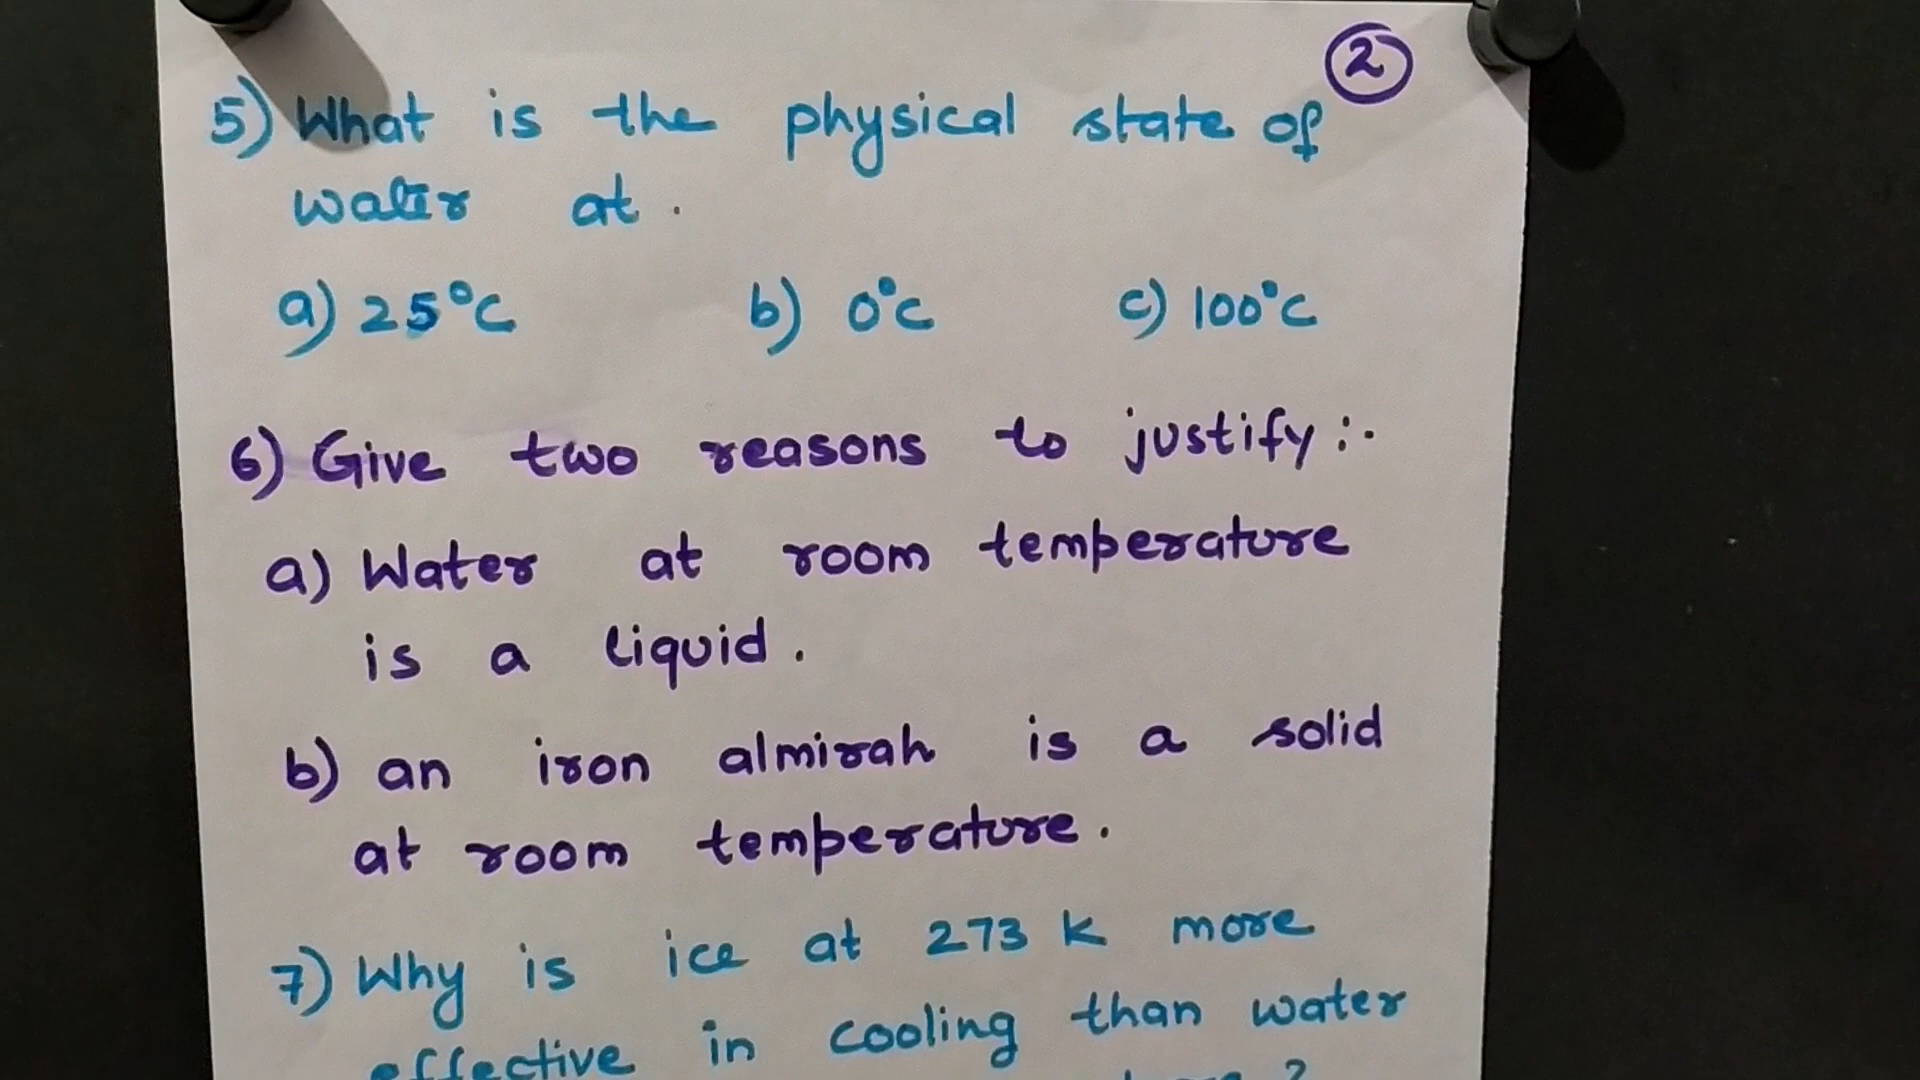 2
5) What is the physical state of
water at .
a) 25°C b) 0°C c) 100°C
6) Give two reasons to justify :-
a) Water at room temperature
is a liquid .
b) an iron almirah is a solid
at room temperature .
7) Why is ice at 273 K more
effective in cooling than water
?